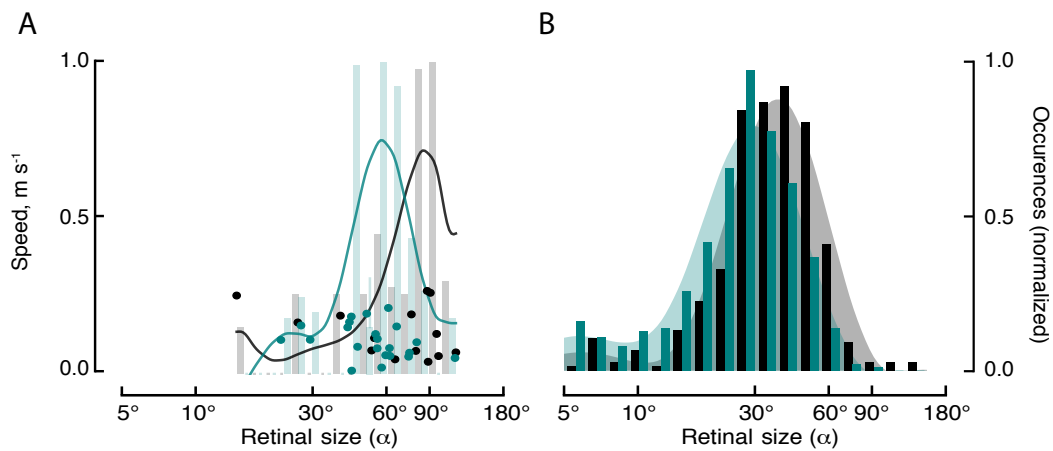 A
B
1.0
0.5
0.0
Speed, m s⁻¹
5° 10° 30° 60° 90° 180°
Retinal size (α)
5° 10° 30° 60° 90° 180°
Retinal size (α)
1.0
0.5
0.0
Occurences (normalized)